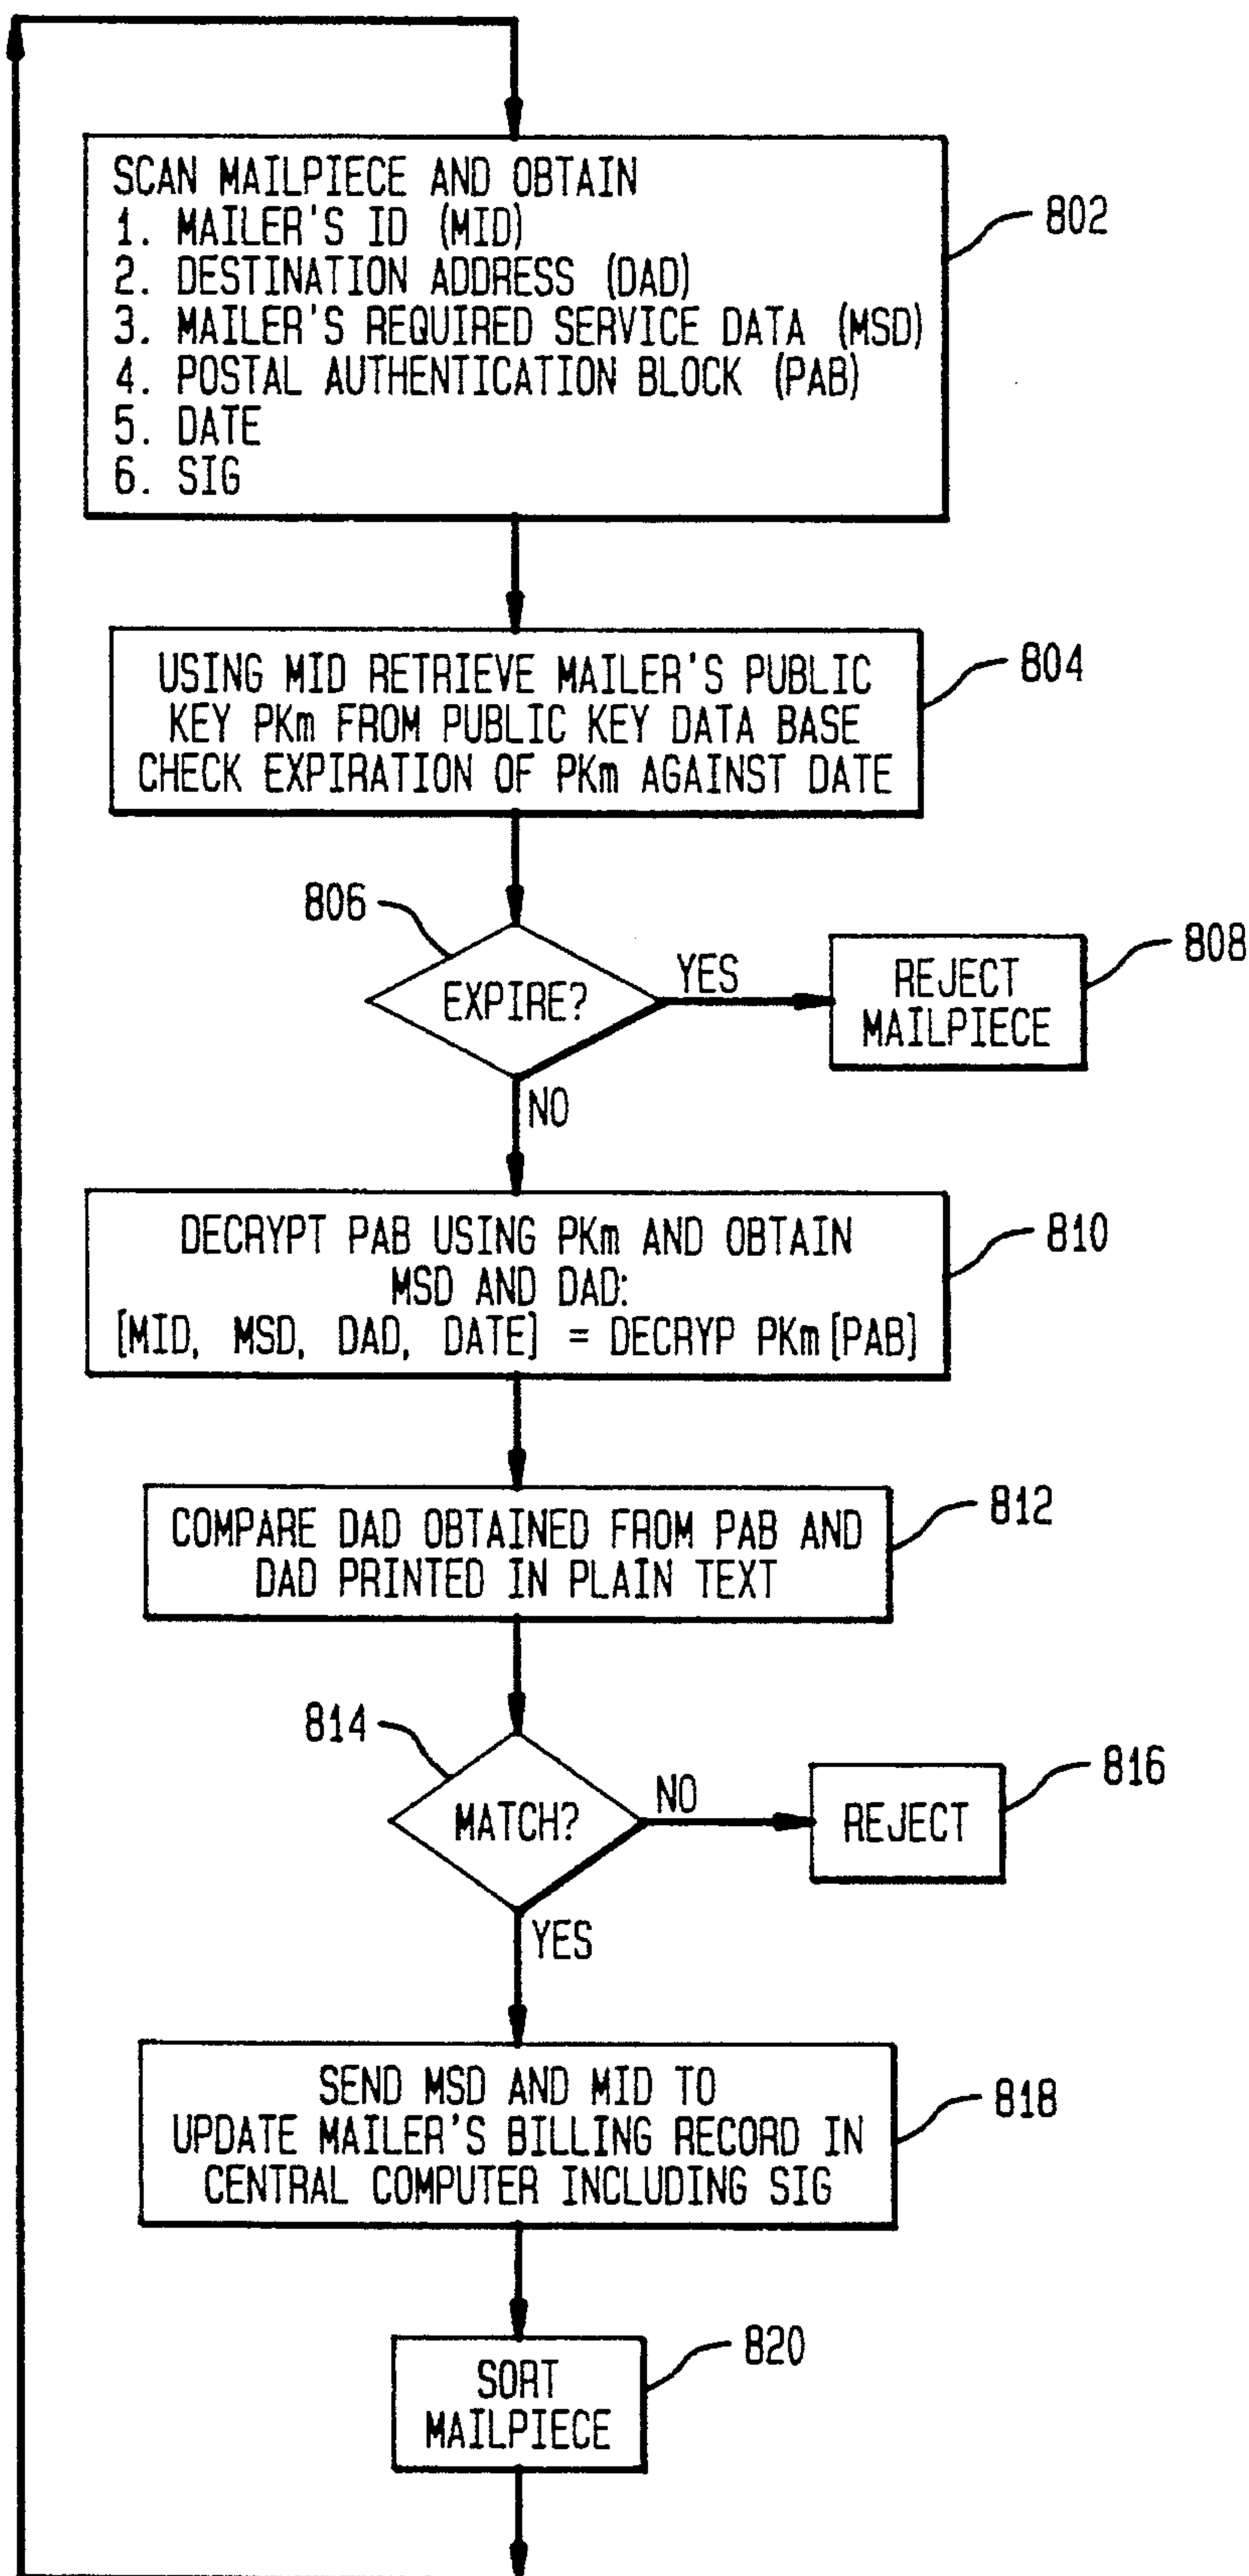 SCAN MAILPIECE AND OBTAIN
1. MAILER'S ID (MID)
2. DESTINATION ADDRESS (DAD)
3. MAILER'S REQUIRED SERVICE DATA (MSD)
4. POSTAL AUTHENTICATION BLOCK (PAB)
5. DATE
6. SIG
802
USING MID RETRIEVE MAILER'S PUBLIC
KEY PKm FROM PUBLIC KEY DATA BASE
CHECK EXPIRATION OF PKm AGAINST DATE
804
806
EXPIRE?
YES
REJECT
MAILPIECE
808
NO
DECRYPT PAB USING PKm AND OBTAIN
MSD AND DAD:
[MID, MSD, DAD, DATE] = DECRYP PKm[PAB]
810
COMPARE DAD OBTAINED FROM PAB AND
DAD PRINTED IN PLAIN TEXT
812
814
MATCH?
NO
REJECT
816
YES
SEND MSD AND MID TO
UPDATE MAILER'S BILLING RECORD IN
CENTRAL COMPUTER INCLUDING SIG
818
SORT
MAILPIECE
820